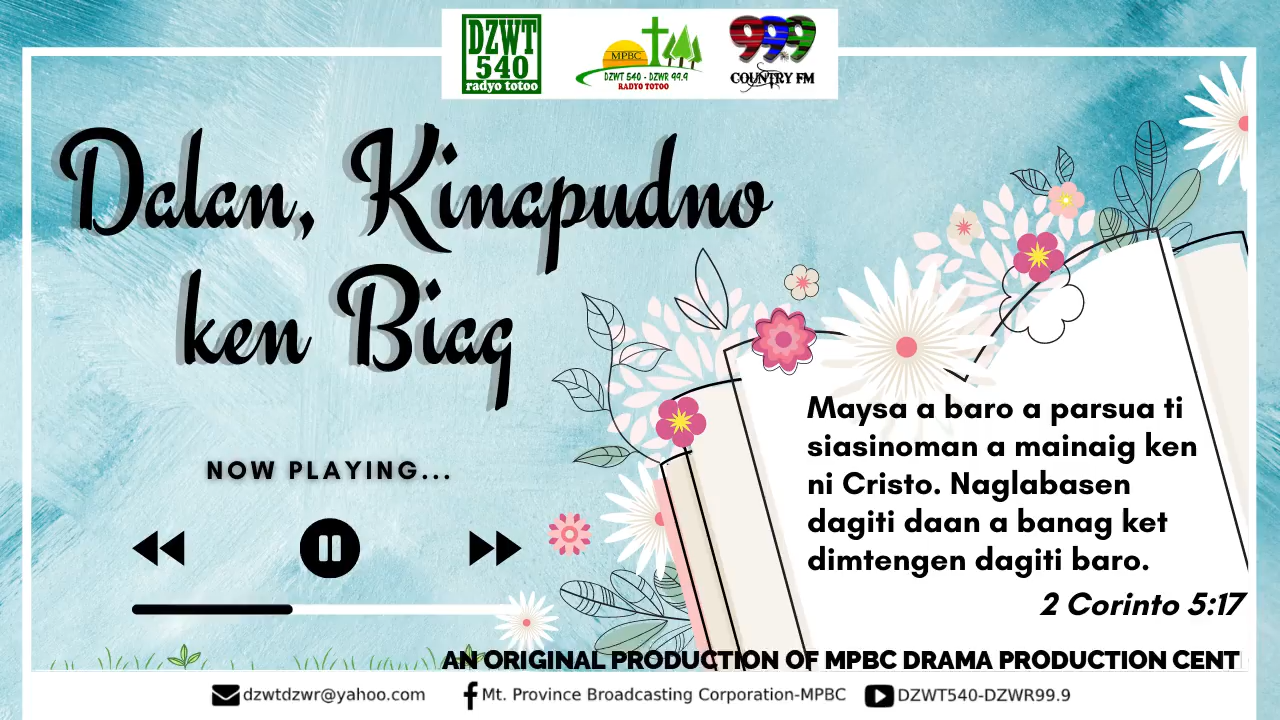 DZWT
540
radyo totoo
MPBC
DZWT 540 - DZWR 99.9
RADYO TOTOO
999
COUNTRY FM
Dalan, Kinapudno
ken Biag
NOW PLAYING...
Maysa a baro a parsua ti
siasinoman a mainaig ken
ni Cristo. Naglabasen
dagiti daan a banag ket
dimtengen dagiti baro.
2 Corinto 5:17
AN ORIGINAL PRODUCTION OF MPBC DRAMA PRODUCTION CENT
dzwtdzwr@yahoo.com
Mt. Province Broadcasting Corporation-MPBC
DZWT540-DZWR99.9